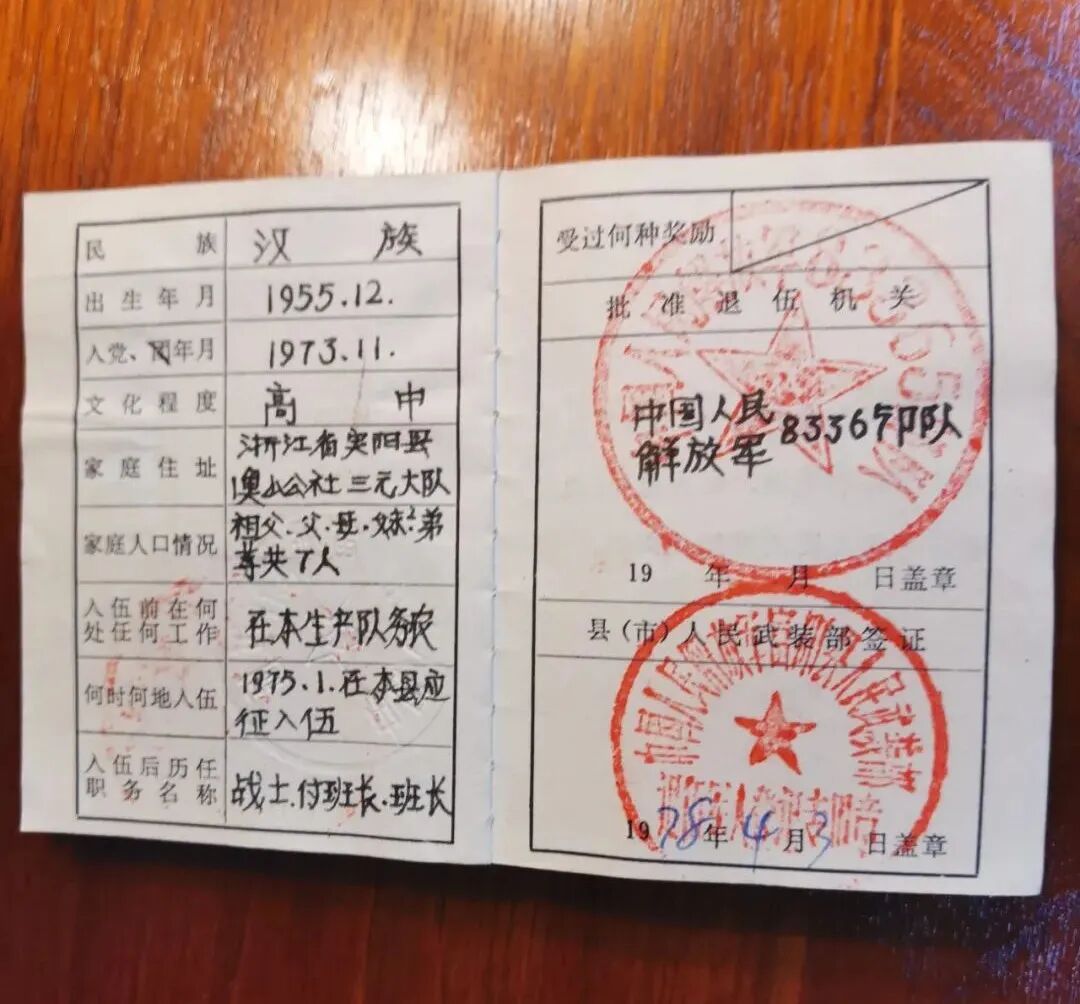 民族 汉族
出生年月 1955.12.
入党、团年月 1973.11.
文化程度 高中
家庭住址 浙江省安阳县
澳山公社三元大队
家庭人口情况 祖父.父.母.妹2.弟
等共7人
入伍前在何
处任何工作 在本生产队务农
何时何地入伍 1975.1.在本县应
征入伍
入伍后历任
职务名称 战士.付班长.班长
受过何种奖励
批准退伍机关
中国人民
解放军 83365部队
19 年 月 日盖章
县(市)人民武装部签证
1978年4月3日盖章